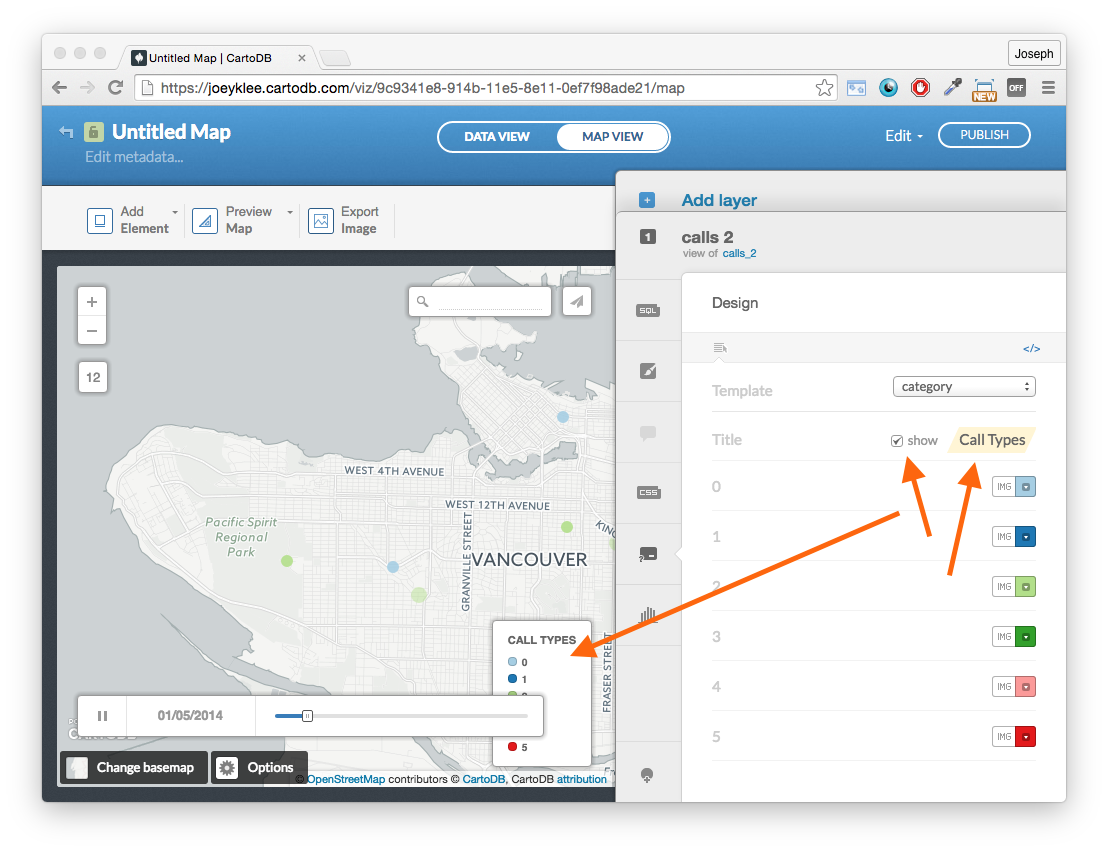 Untitled Map | CartoDB
Joseph
https://joeyklee.cartodb.com/viz/9c9341e8-914b-11e5-8e11-0ef7f98ade21/map
NEW
OFF
Untitled Map
Edit metadata...
DATA VIEW
MAP VIEW
Edit
PUBLISH
Add Element
Preview Map
Export Image
Add layer
1
calls 2
view of calls_2
SQL
CSS
Design
</>
Template
category
Title
show
Call Types
0
IMG
1
IMG
2
IMG
3
IMG
4
IMG
5
IMG
+
−
12
WEST 4TH AVENUE
WEST 12TH AVENUE
Pacific Spirit
Regional
Park
GRANVILLE STREET
VANCOUVER
KING
FRASER STREET
CALL TYPES
0
1
2
5
01/05/2014
CARTODB
Change basemap
Options
© OpenStreetMap contributors © CartoDB, CartoDB attribution